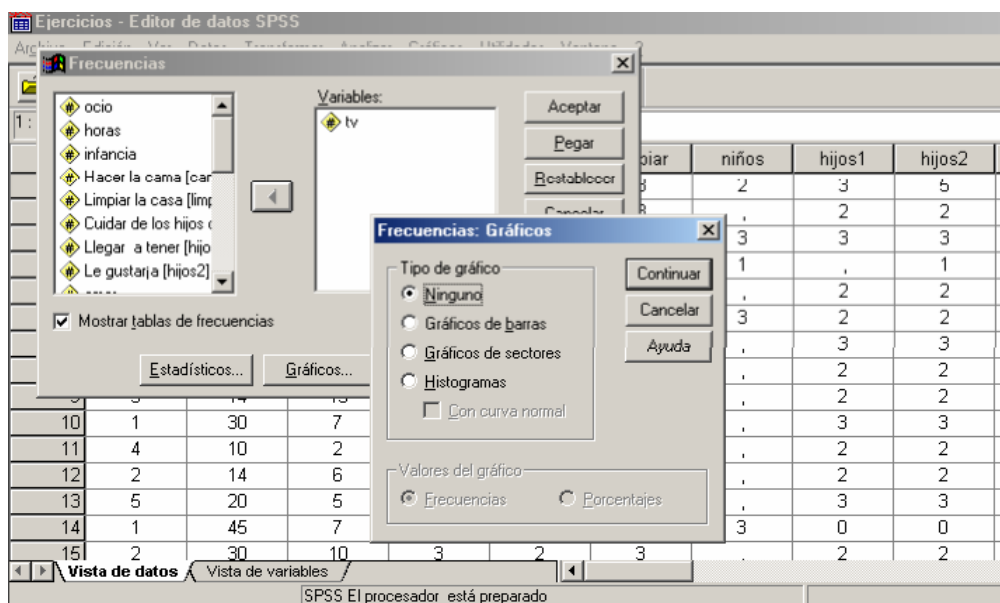 Ejercicios - Editor de datos SPSS
Frecuencias
ocio
horas
infancia
Hacer la cama [car
Limpiar la casa [limp
Cuidar de los hijos
Llegar a tener [hijo
Le gustarja [hijos2]
Variables:
tv
Aceptar
Pegar
Restablecer
Cancelar
Mostrar tablas de frecuencias
Estadísticos...
Gráficos...
Frecuencias: Gráficos
Tipo de gráfico
Ninguno
Gráficos de barras
Gráficos de sectores
Histogramas
Con curva normal
Continuar
Cancelar
Ayuda
Valores del gráfico
Frecuencias Porcentajes
1 :
piar niños hijos1 hijos2
2 3 5
, 2 2
3 3 3
1 , 1
, 2 2
3 2 2
, 3 3
, 2 2
, 2 2
10 1 30 7 , 3 3
11 4 10 2 , 2 2
12 2 14 6 , 2 2
13 5 20 5 , 3 3
14 1 45 7 3 0 0
15 2 30 10 3 2 3 , 2 2
Vista de datos Vista de variables
SPSS El procesador está preparado